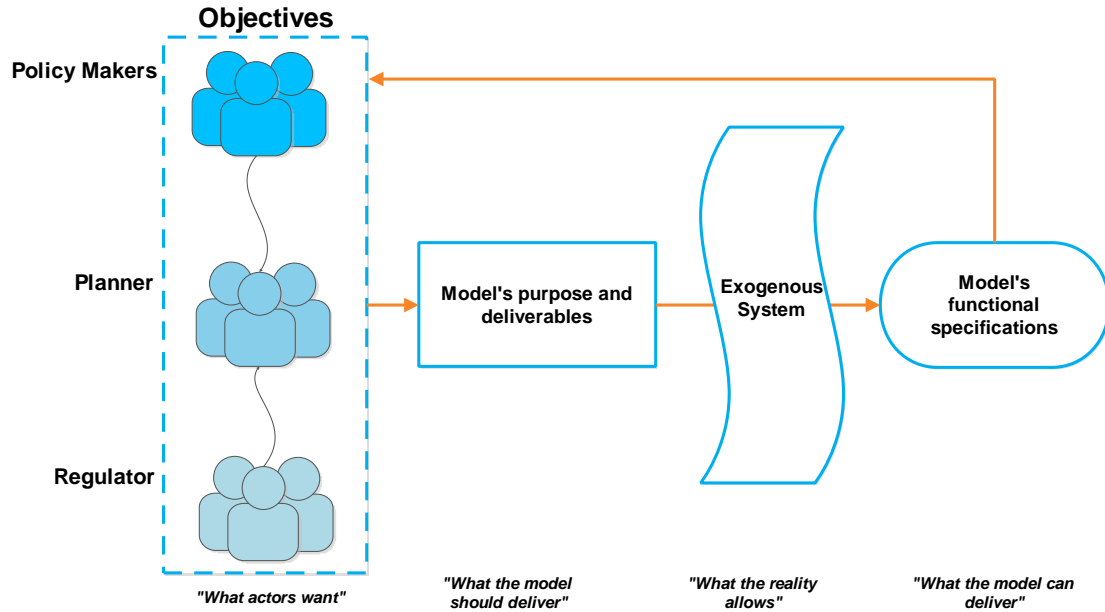 Objectives
Policy Makers
Planner
Regulator
Model's purpose and
deliverables
Exogenous
System
Model's
functional
specifications
"What actors want"
"What the model
should deliver"
"What the reality
allows"
"What the model can
deliver"